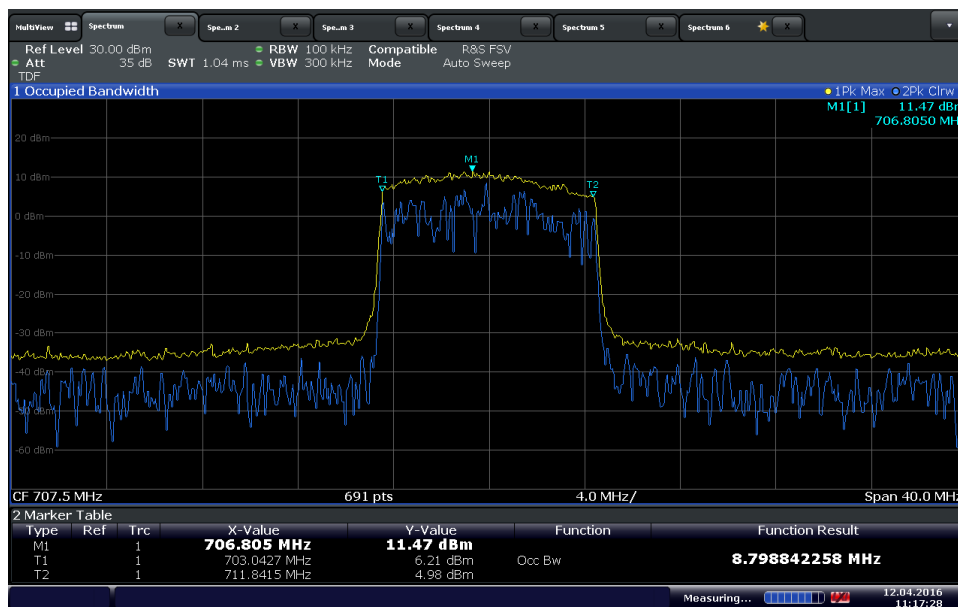 MultiView Spectrum X Spe...m 2 X Spe...m 3 X Spectrum 4 X Spectrum 5 X Spectrum 6 X
Ref Level 30.00 dBm RBW 100 kHz Compatible R&S FSV
Att 35 dB SWT 1.04 ms VBW 300 kHz Mode Auto Sweep
TDF
1 Occupied Bandwidth 1Pk Max 2Pk Clrw
M1[1] 11.47 dBm
706.8050 MH
20 dBm
M1
10 dBm
T1
T2
0 dBm
-10 dBm
-20 dBm
-30 dBm
-40 dBm
-50 dBm
-60 dBm
CF 707.5 MHz 691 pts 4.0 MHz/ Span 40.0 MHz
2 Marker Table
Type Ref Trc X-Value Y-Value Function Function Result
M1 1 706.805 MHz 11.47 dBm
T1 1 703.0427 MHz 6.21 dBm Occ Bw 8.798842258 MHz
T2 1 711.8415 MHz 4.98 dBm
Measuring... 12.04.2016
11:17:28